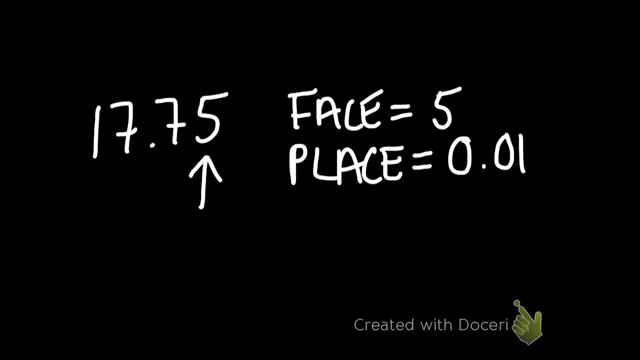 17.75
FACE = 5
PLACE = 0.01
Created with Doceri